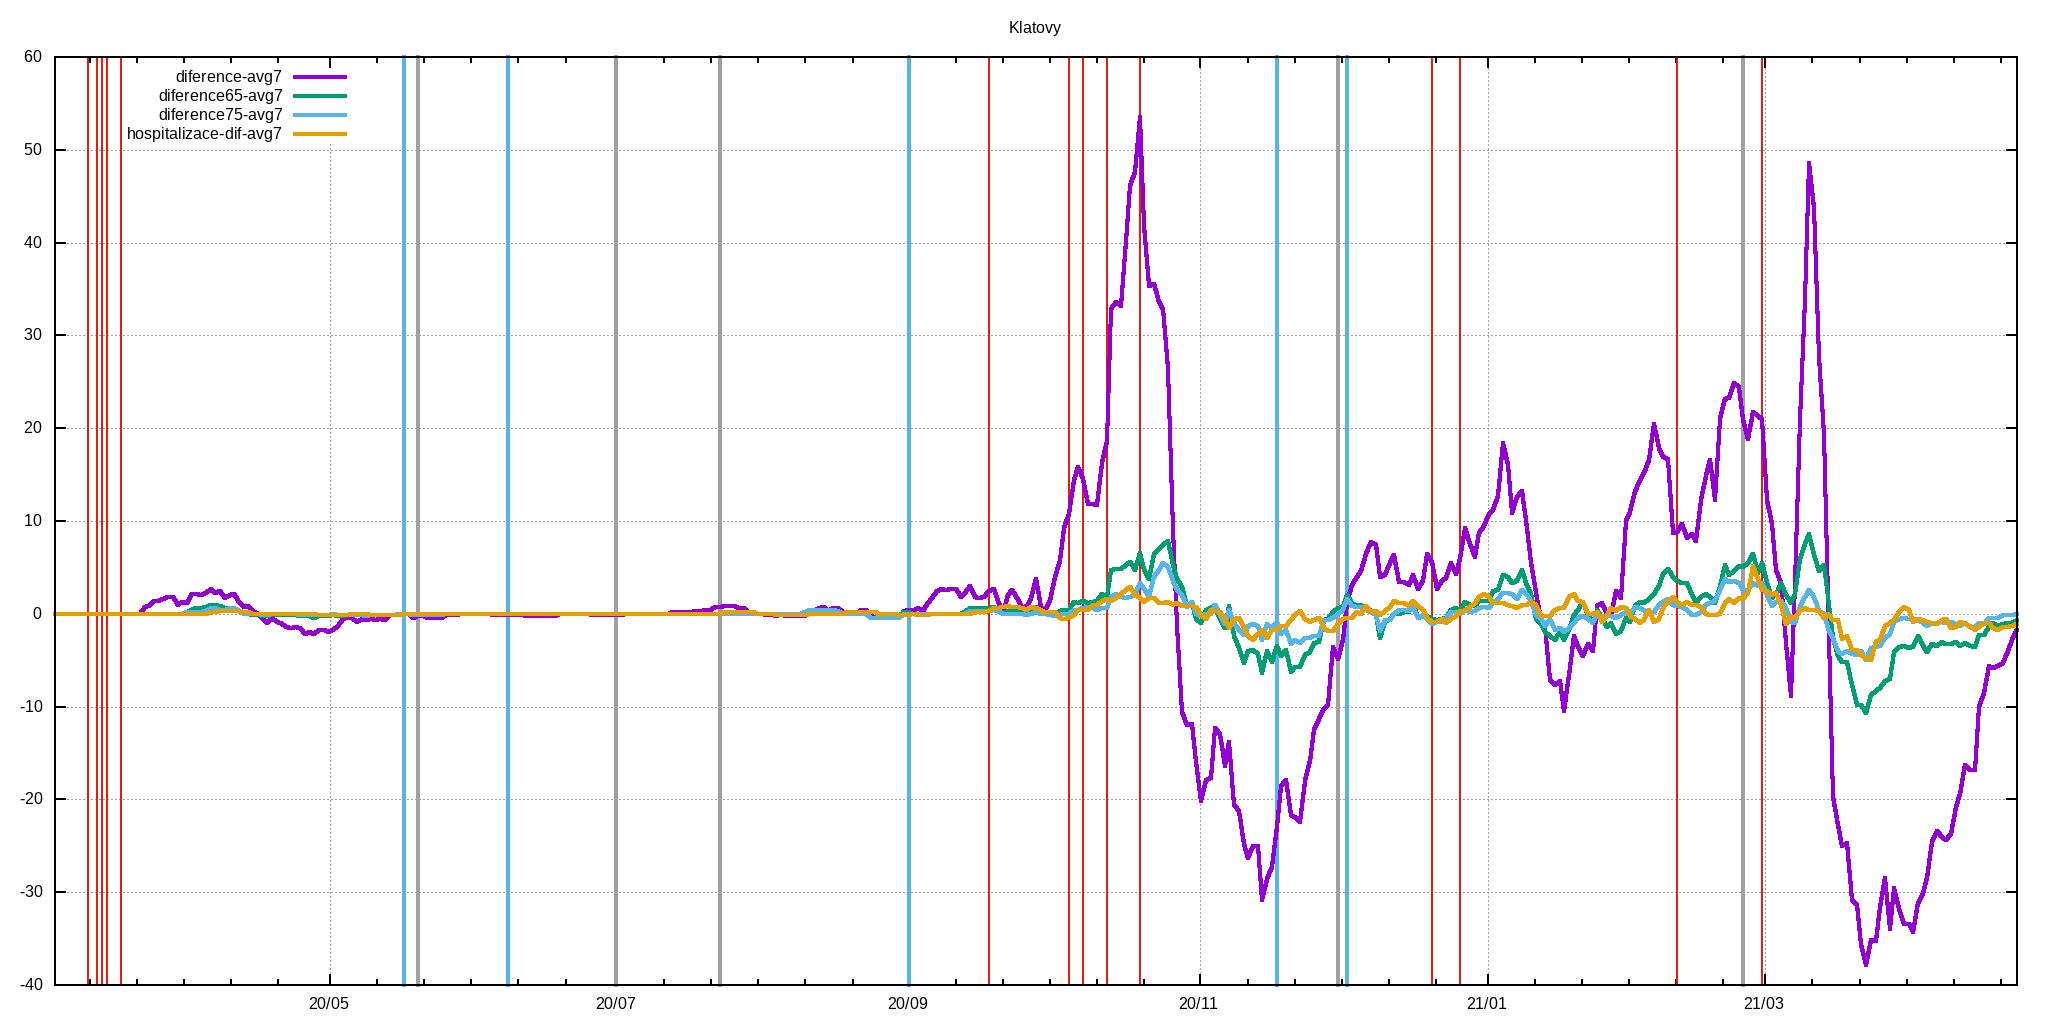 Klatovy
60
diference-avg7
diference65-avg7
diference75-avg7
hospitalizace-dif-avg7
50
40
30
20
10
0
-10
-20
-30
-40
20/05 20/07 20/09 20/11 21/01 21/03